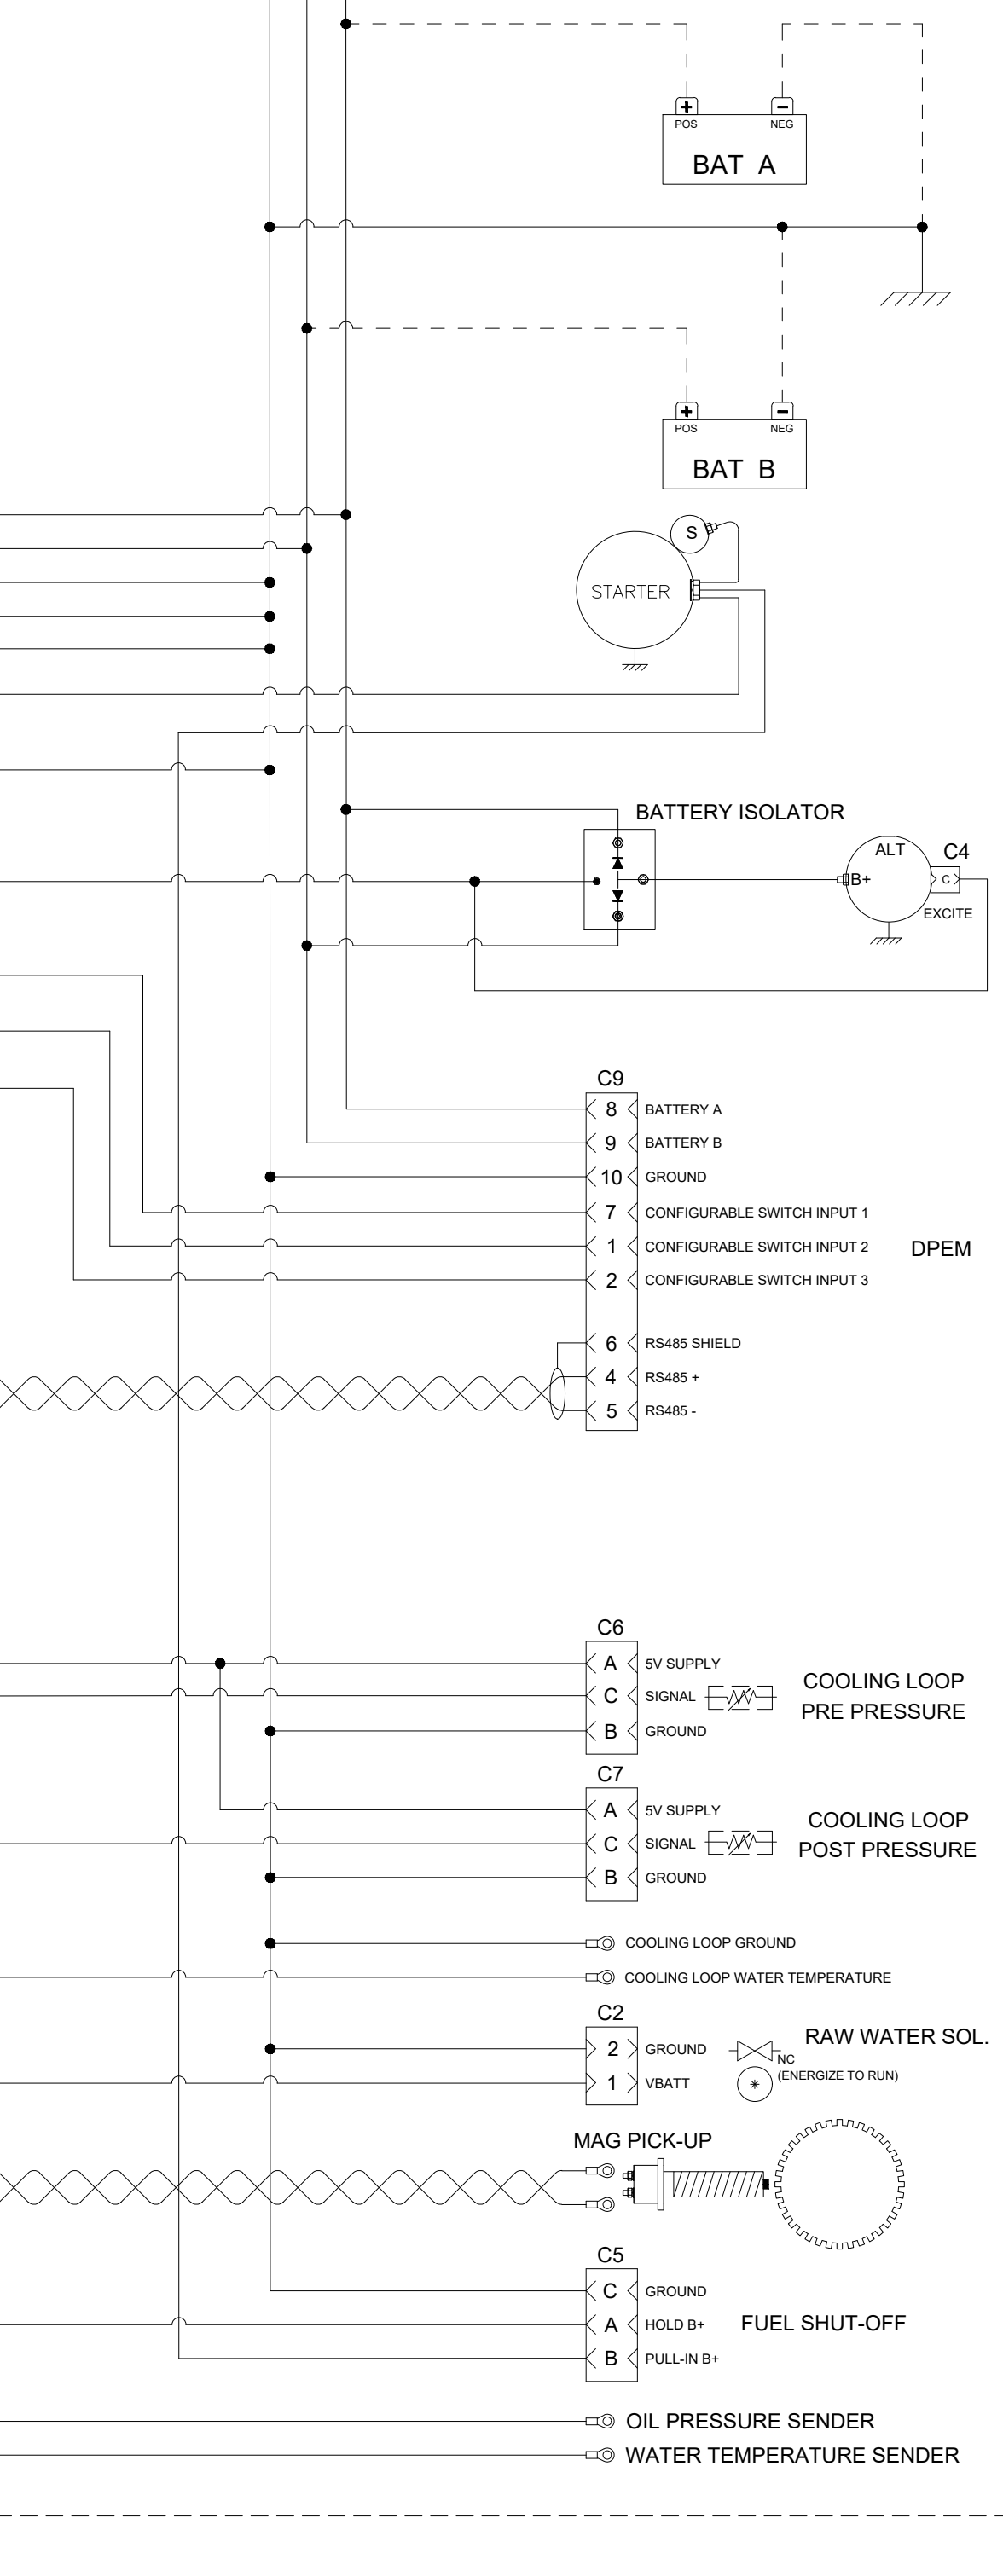 +
POS
-
NEG
BAT A
+
POS
-
NEG
BAT B
S
STARTER
BATTERY ISOLATOR
ALT
C4
B+
C
EXCITE
C9
8 BATTERY A
9 BATTERY B
10 GROUND
7 CONFIGURABLE SWITCH INPUT 1
1 CONFIGURABLE SWITCH INPUT 2
DPEM
2 CONFIGURABLE SWITCH INPUT 3
6 RS485 SHIELD
4 RS485 +
5 RS485 -
C6
A 5V SUPPLY
C SIGNAL
B GROUND
COOLING LOOP
PRE PRESSURE
C7
A 5V SUPPLY
C SIGNAL
B GROUND
COOLING LOOP
POST PRESSURE
COOLING LOOP GROUND
COOLING LOOP WATER TEMPERATURE
C2
2 GROUND
1 VBATT
RAW WATER SOL.
NC
(ENERGIZE TO RUN)
*
MAG PICK-UP
C5
C GROUND
A HOLD B+
B PULL-IN B+
FUEL SHUT-OFF
OIL PRESSURE SENDER
WATER TEMPERATURE SENDER